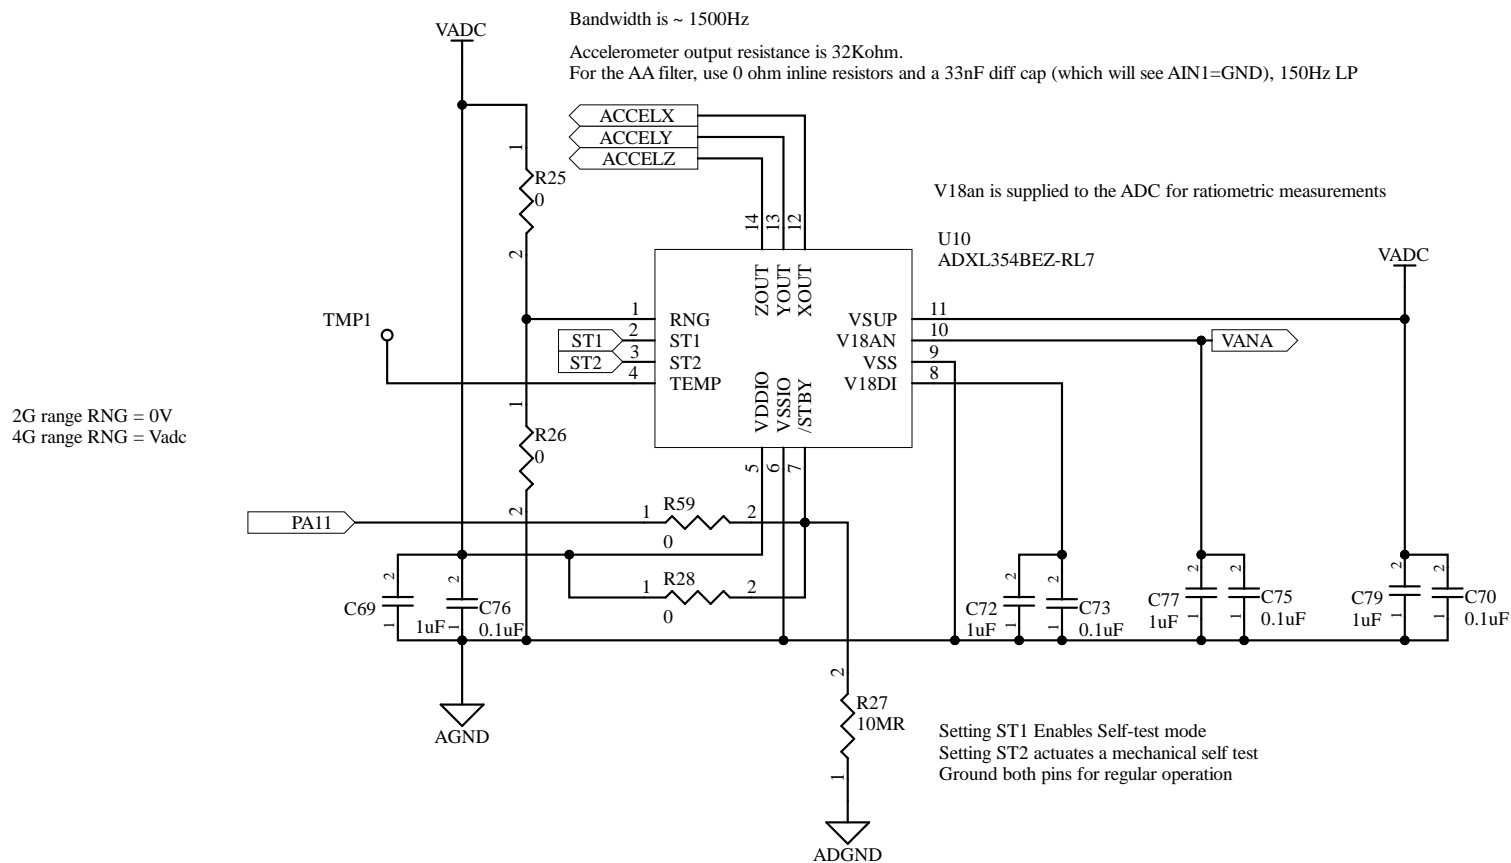 Bandwidth is ~ 1500Hz
VADC
Accelerometer output resistance is 32Kohm.
For the AA filter, use 0 ohm inline resistors and a 33nF diff cap (which will see AIN1=GND), 150Hz LP
ACCELX
ACCELY
ACCELZ
1
R25
0
2
V18an is supplied to the ADC for ratiometric measurements
14
13
12
U10
ADXL354BEZ-RL7
VADC
ZOUT
YOUT
XOUT
TMP1
1
RNG
VSUP
11
ST1
2
ST1
V18AN
10
VANA
ST2
3
ST2
VSS
9
4
TEMP
V18DI
8
VDDIO
VSSIO
/STBY
2G range RNG = 0V
4G range RNG = Vadc
1
R26
0
2
5
6
7
PA11
1
R59
2
0
1
R28
2
0
2
C69
1
1uF
2
C76
1
0.1uF
2
C72
1
1uF
2
C73
1
0.1uF
2
C77
1
1uF
2
C75
1
0.1uF
2
C79
1
1uF
2
C70
1
0.1uF
2
R27
10MR
1
AGND
Setting ST1 Enables Self-test mode
Setting ST2 actuates a mechanical self test
Ground both pins for regular operation
ADGND